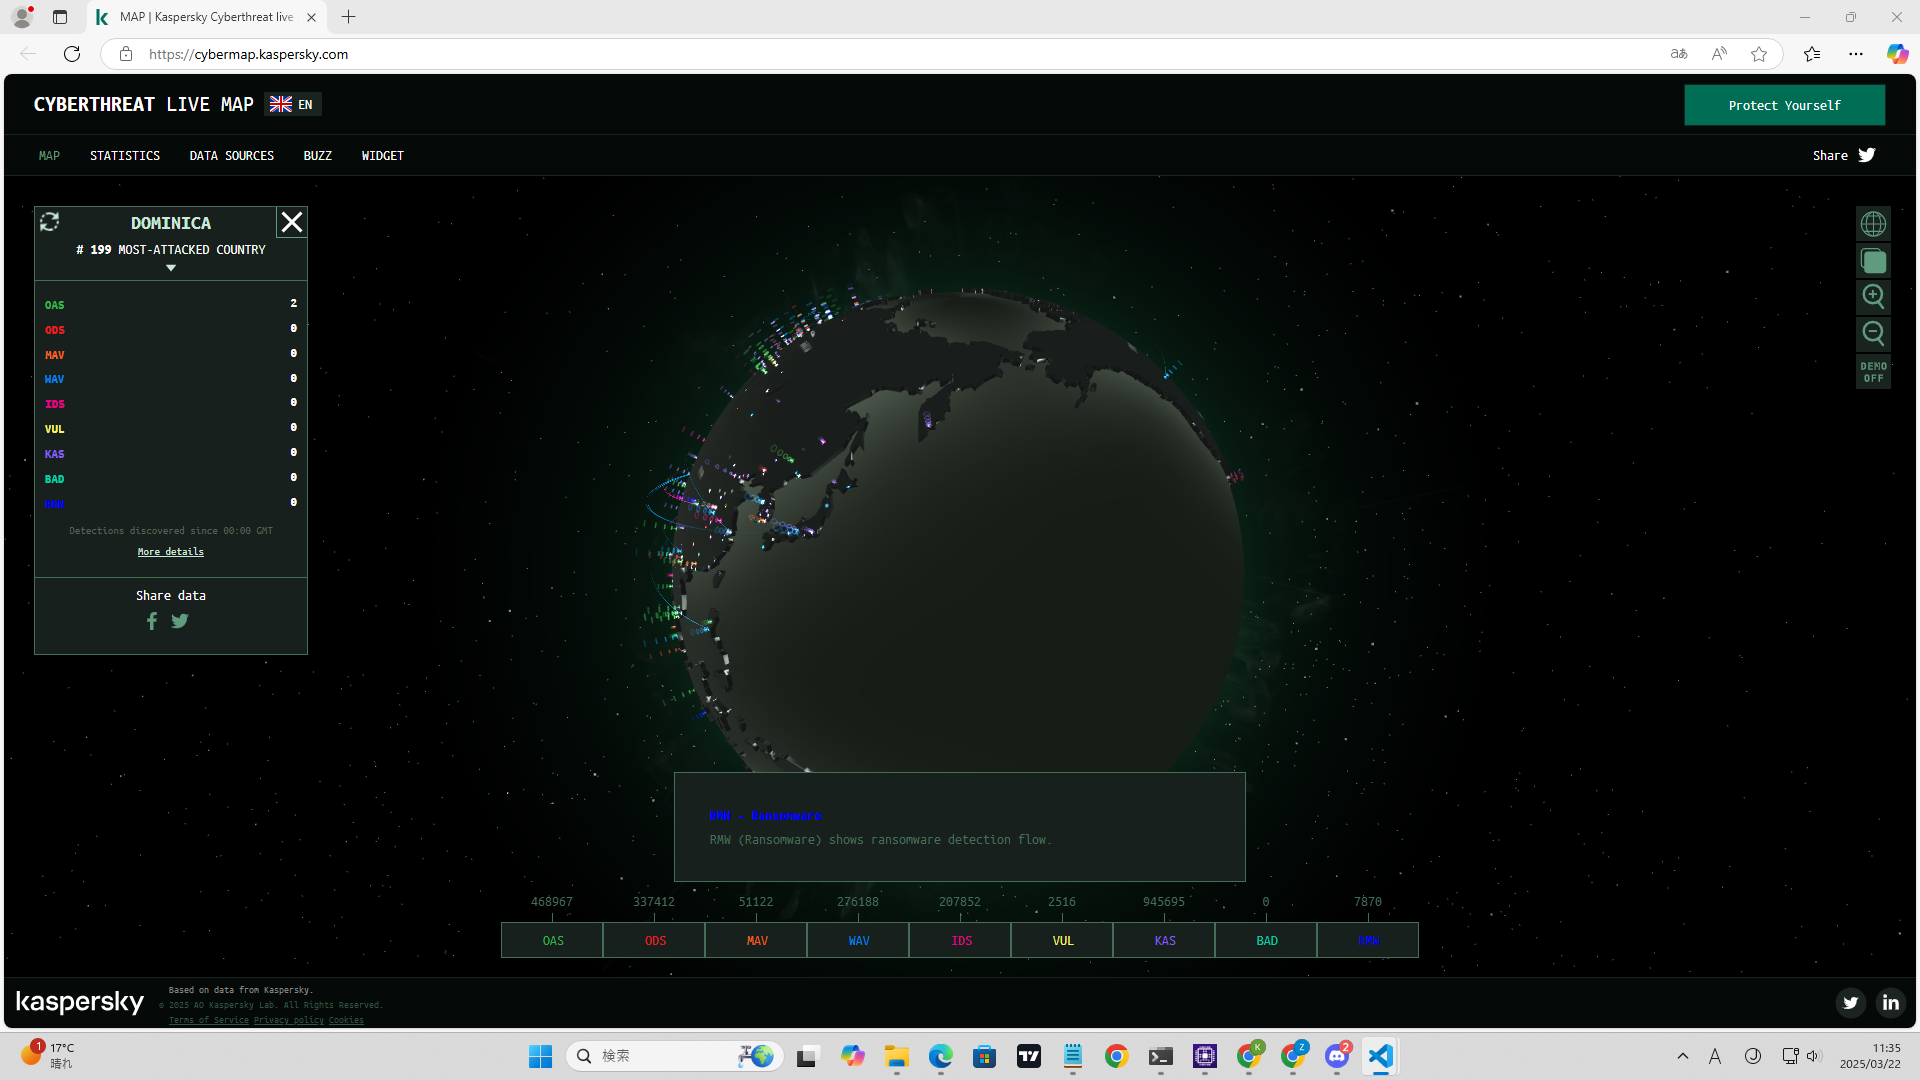 MAP | Kaspersky Cyberthreat live
https://cybermap.kaspersky.com
CYBERTHREAT LIVE MAP
EN
Protect Yourself
MAP
STATISTICS
DATA SOURCES
BUZZ
WIDGET
Share
DOMINICA
# 199 MOST-ATTACKED COUNTRY
OAS 2
ODS 0
MAV 0
WAV 0
IDS 0
VUL 0
KAS 0
BAD 0
RMW 0
Detections discovered since 00:00 GMT
More details
Share data
DEMO
OFF
RMW - Ransomware
RMW (Ransomware) shows ransomware detection flow.
468967 337412 51122 276188 207852 2516 945695 0 7870
OAS ODS MAV WAV IDS VUL KAS BAD RMW
kaspersky
Based on data from Kaspersky.
© 2025 AO Kaspersky Lab. All Rights Reserved.
Terms of Service Privacy policy Cookies
1
17°C
晴れ
検索
K
Z
2
A
11:35
2025/03/22